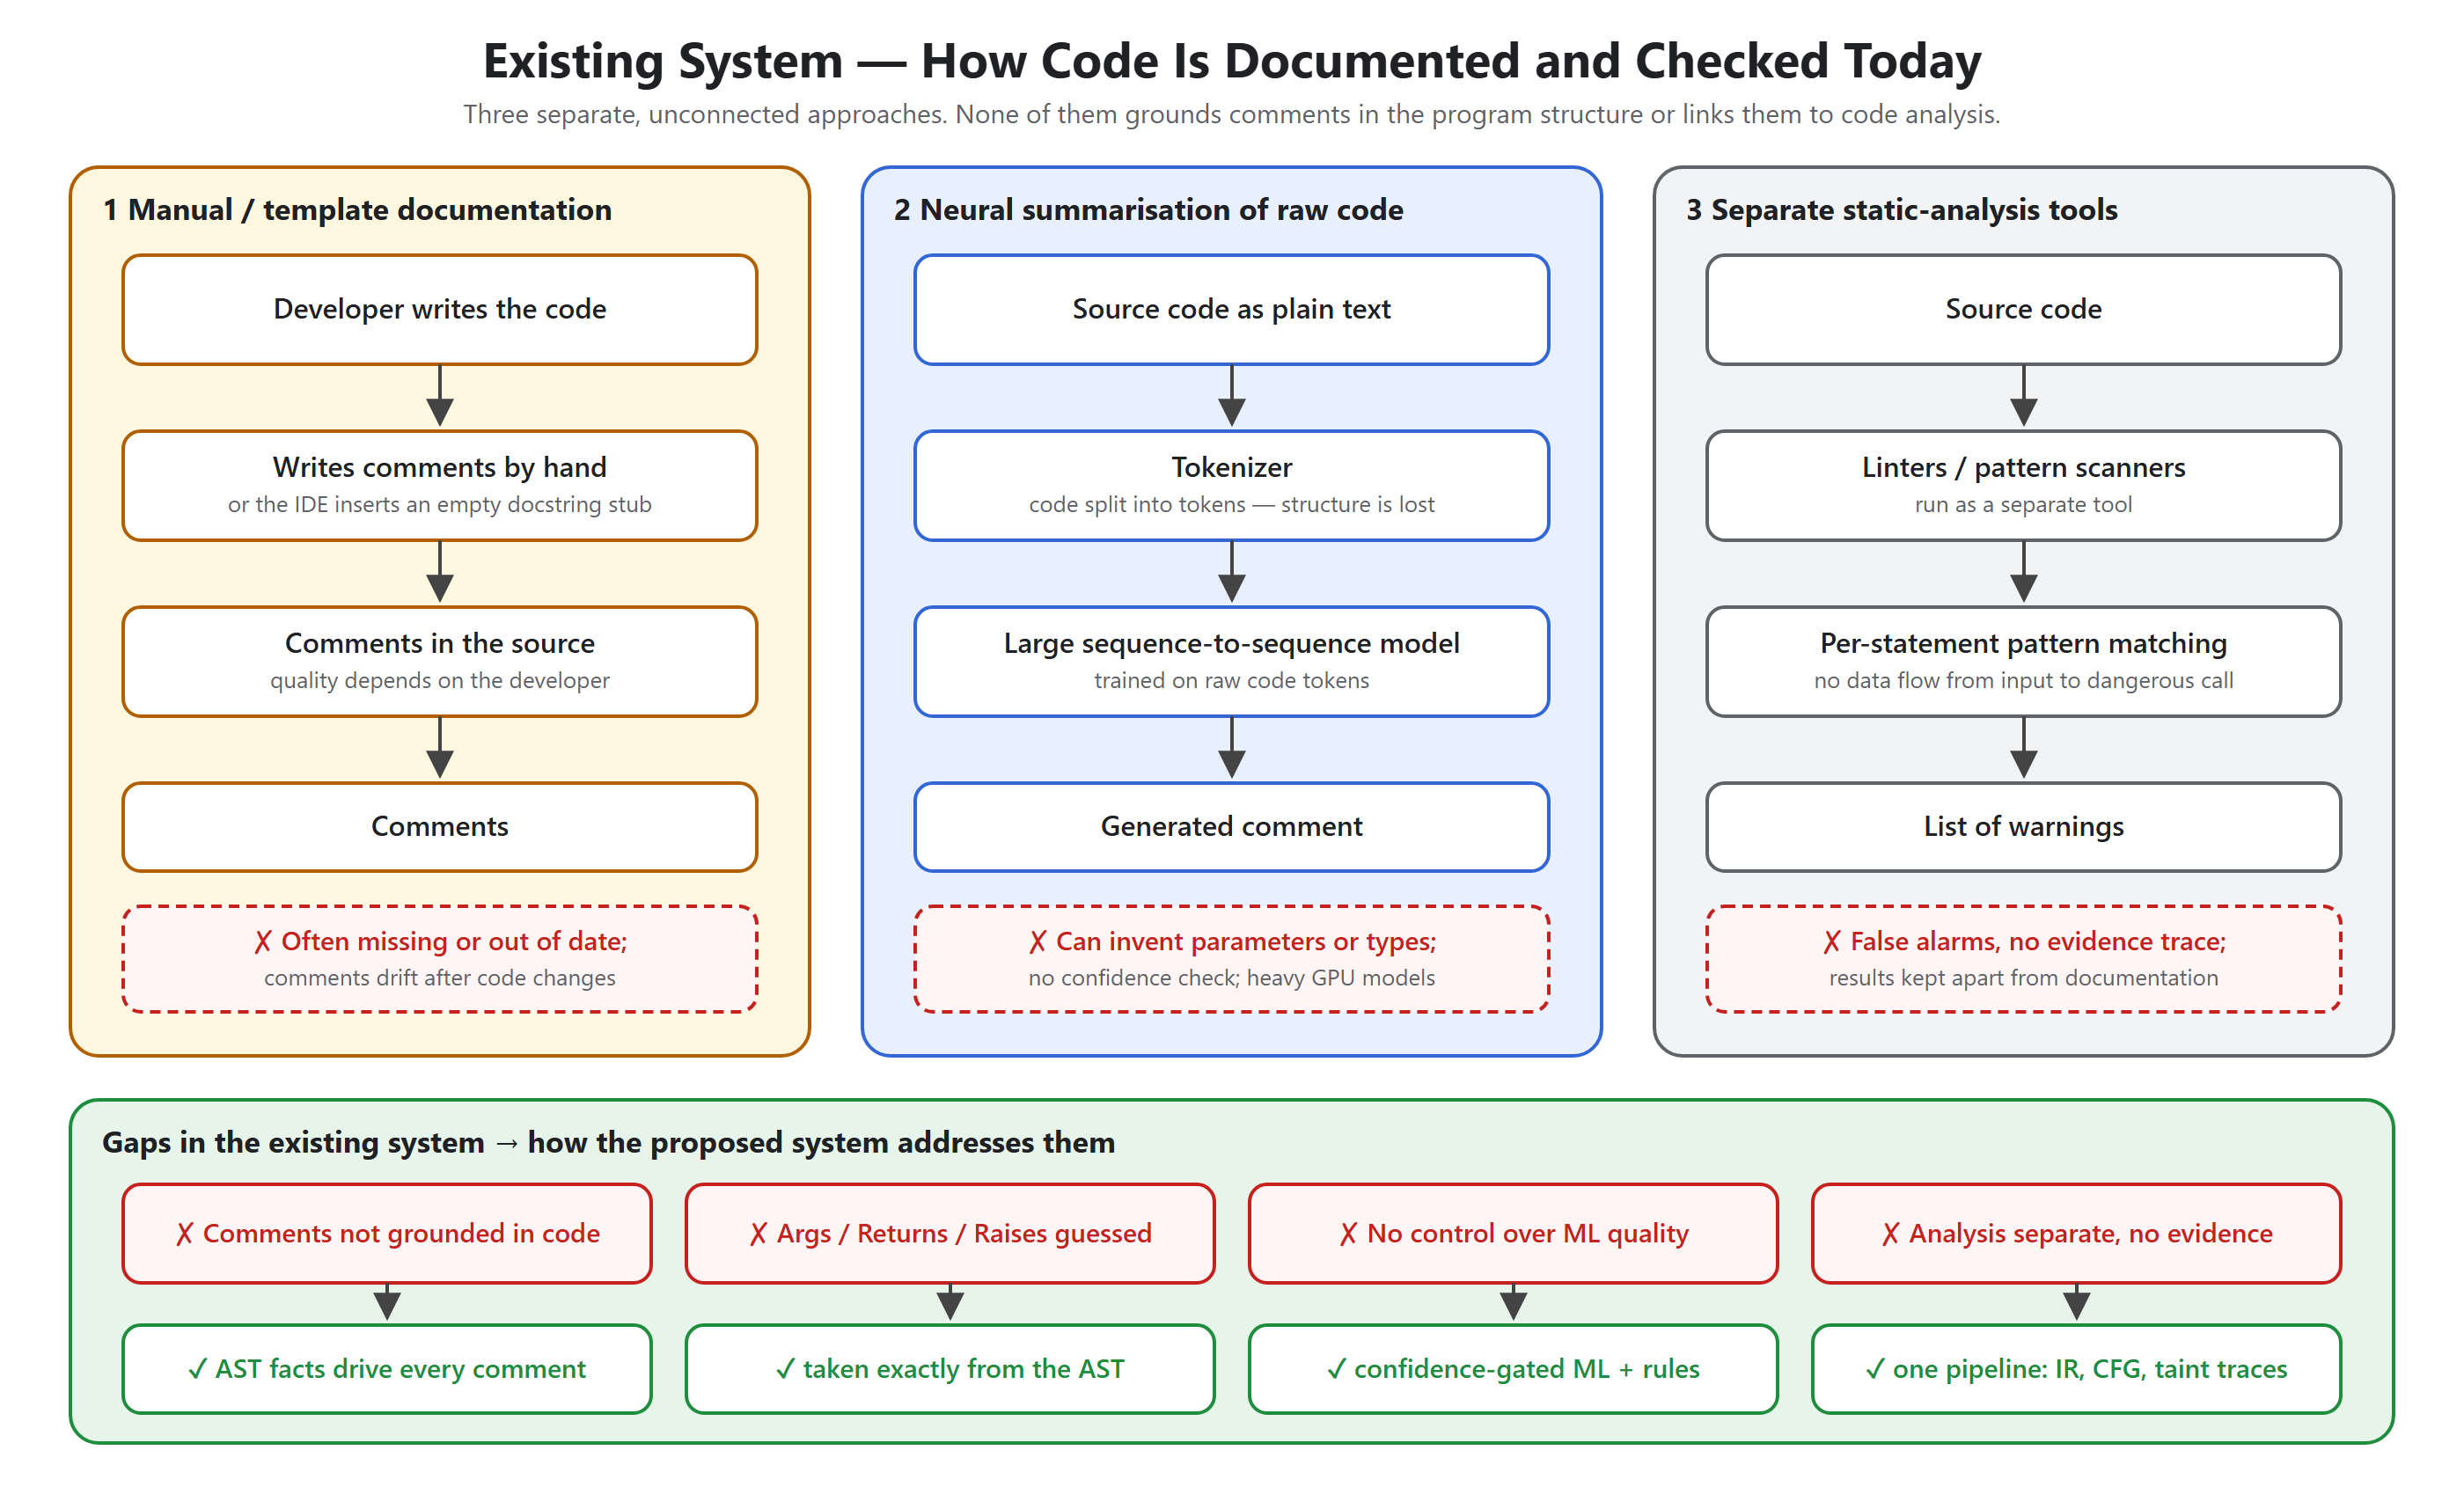 Existing System — How Code Is Documented and Checked Today
Three separate, unconnected approaches. None of them grounds comments in the program structure or links them to code analysis.
1 Manual / template documentation
Developer writes the code
Writes comments by hand
or the IDE inserts an empty docstring stub
Comments in the source
quality depends on the developer
Comments
✗ Often missing or out of date;
comments drift after code changes
2 Neural summarisation of raw code
Source code as plain text
Tokenizer
code split into tokens — structure is lost
Large sequence-to-sequence model
trained on raw code tokens
Generated comment
✗ Can invent parameters or types;
no confidence check; heavy GPU models
3 Separate static-analysis tools
Source code
Linters / pattern scanners
run as a separate tool
Per-statement pattern matching
no data flow from input to dangerous call
List of warnings
✗ False alarms, no evidence trace;
results kept apart from documentation
Gaps in the existing system → how the proposed system addresses them
✗ Comments not grounded in code
✗ Args / Returns / Raises guessed
✗ No control over ML quality
✗ Analysis separate, no evidence
✓ AST facts drive every comment
✓ taken exactly from the AST
✓ confidence-gated ML + rules
✓ one pipeline: IR, CFG, taint traces